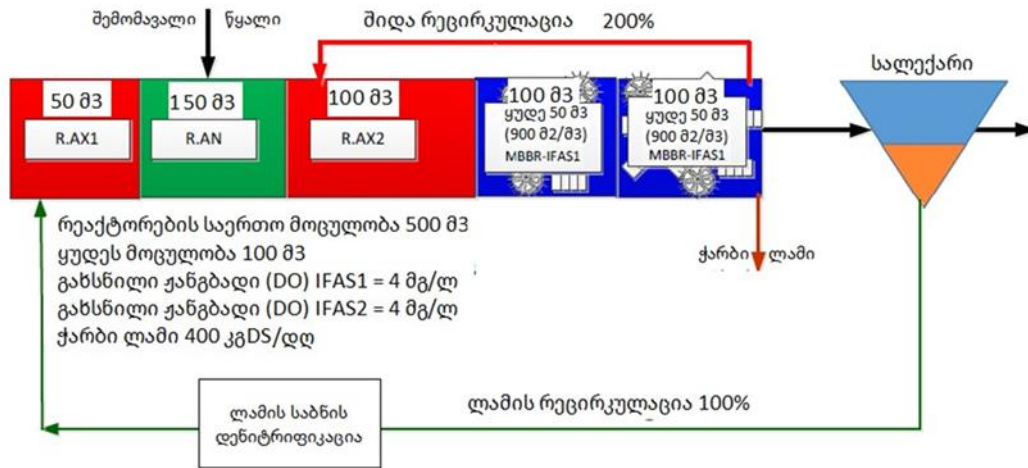 შემომავალი წყალი
შიდა რეცირკულაცია 200%
სალექარი
50 მ3
R.AX1
150 მ3
R.AN
100 მ3
R.AX2
100 მ3
ყუდე 50 მ3
(900 მ2/მ3)
MBBR-IFAS1
100 მ3
ყუდე 50 მ3
(900 მ2/მ3)
MBBR-IFAS1
რეაქტორების საერთო მოცულობა 500 მ3
ყუდეს მოცულობა 100 მ3
გახსნილი ჟანგბადი (DO) IFAS1 = 4 მგ/ლ
გახსნილი ჟანგბადი (DO) IFAS2 = 4 მგ/ლ
ჭარბი ლამი 400 კგDS/დღ
ჭარბი ლამი
ლამის საბნის
დენიტრიფიკაცია
ლამის რეცირკულაცია 100%